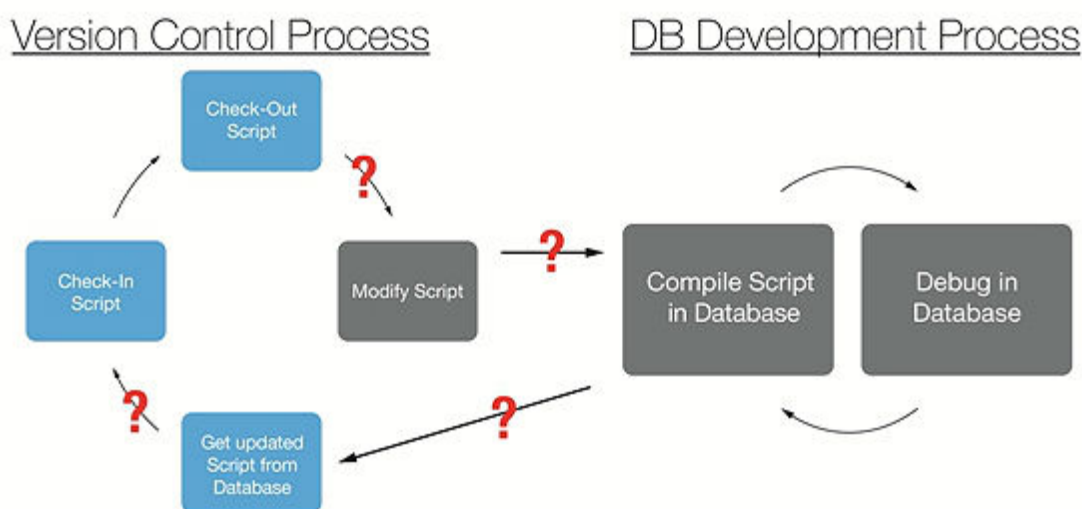 Version Control Process
DB Development Process
Check-Out
Script
?
Check-In
Script
Modify Script
?
Compile Script
in Database
Debug in
Database
?
?
Get updated
Script from
Database